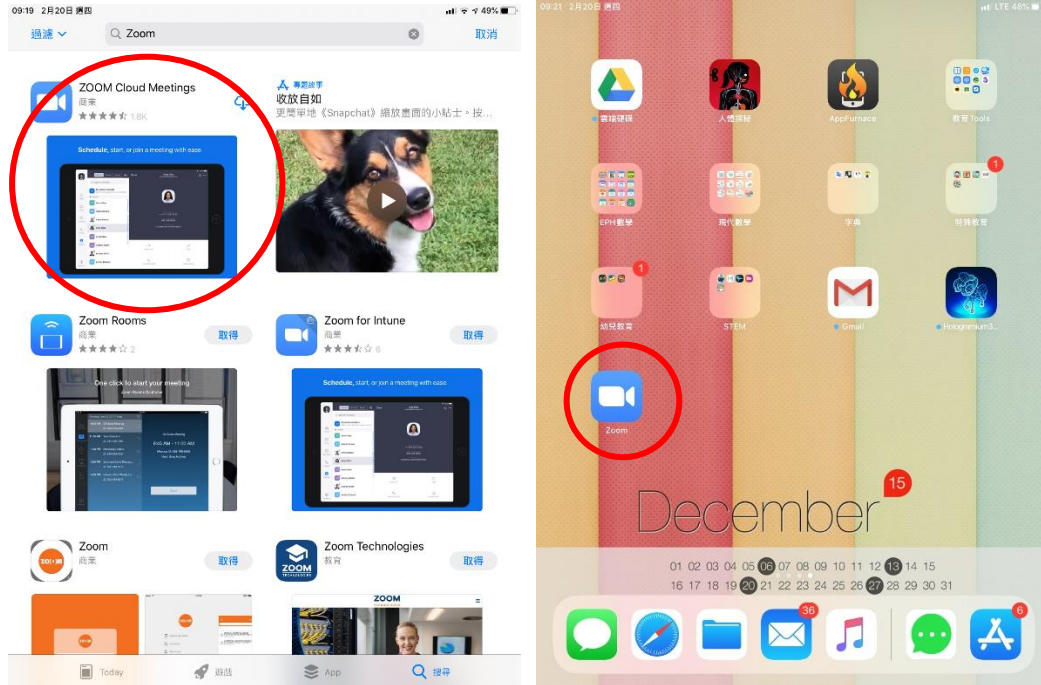 09:19 2月20日 週四
49%
過濾
Zoom
取消
ZOOM Cloud Meetings
商業
1.8K
Schedule, start, or join a meeting with ease
專題故事
收放自如
更簡單地《Snapchat》縮放畫面的小貼士。按...
Zoom Rooms
商業
2
取得
One click to start your meeting
Zoom for Intune
商業
6
取得
Schedule, start, or join a meeting with ease
Zoom
商業
取得
Zoom Technologies
教育
取得
ZOOM
ZOOM
Today
遊戲
App
搜尋
09:21 2月20日 週四
LTE 48%
雲端硬碟
人體探秘
AppFurnace
教育 Tools
EPH 數學
現代數學
字典
特殊教育
1
幼兒教育
1
STEM
Gmail
Hologramium3...
Zoom
December
15
01 02 03 04 05 06 07 08 09 10 11 12 13 14 15
16 17 18 19 20 21 22 23 24 25 26 27 28 29 30 31
36
6